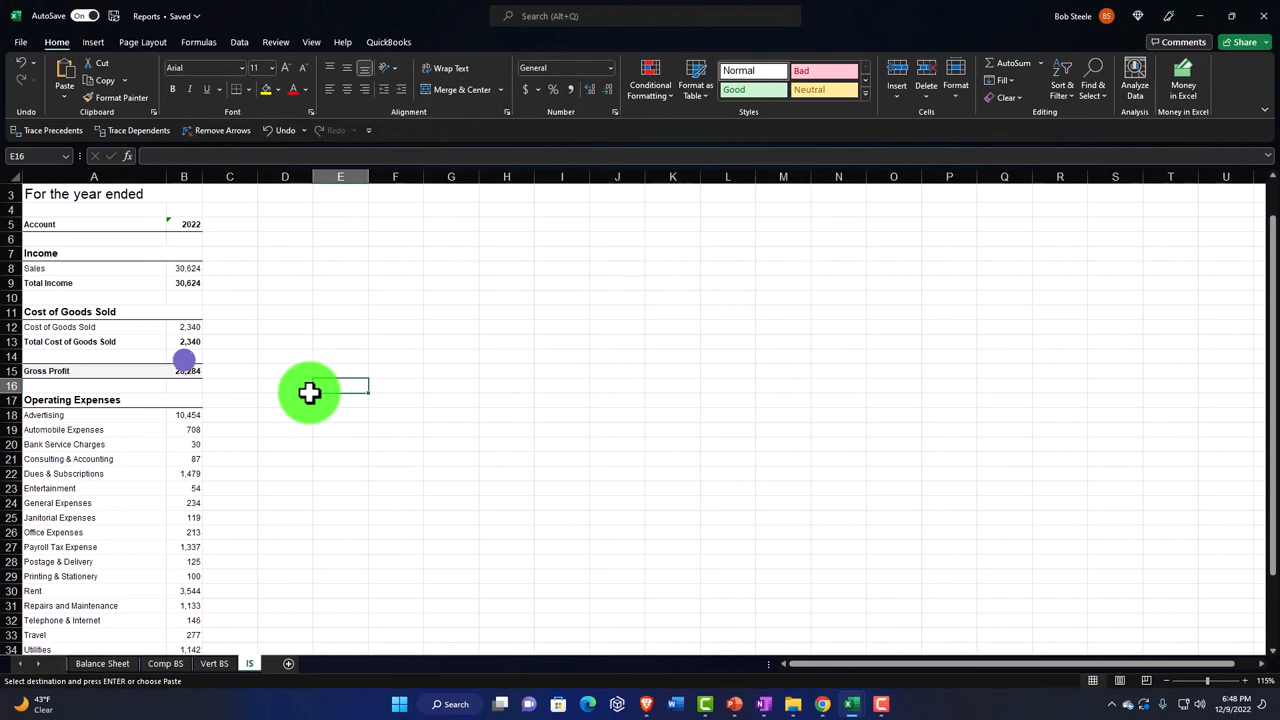 AutoSave On Reports • Saved Search (Alt+Q) Bob Steele BS
File Home Insert Page Layout Formulas Data Review View Help QuickBooks Comments Share
Paste Cut Copy Format Painter Arial 11 Wrap Text Merge & Center General Conditional Formatting Format as Table Normal Bad Good Neutral Insert Delete Format AutoSum Fill Clear Sort & Filter Find & Select Analyze Data Money in Excel
Undo Clipboard Font Alignment Number Styles Cells Editing Analysis Money in Excel
Trace Precedents Trace Dependents Remove Arrows Undo Redo
E16 fx
A B C D E F G H I J K L M N O P Q R S T U
3 For the year ended
4
5 Account 2022
6
7 Income
8 Sales 30,624
9 Total Income 30,624
10
11 Cost of Goods Sold
12 Cost of Goods Sold 2,340
13 Total Cost of Goods Sold 2,340
14
15 Gross Profit 28,284
16
17 Operating Expenses
18 Advertising 10,454
19 Automobile Expenses 708
20 Bank Service Charges 30
21 Consulting & Accounting 87
22 Dues & Subscriptions 1,479
23 Entertainment 54
24 General Expenses 234
25 Janitorial Expenses 119
26 Office Expenses 213
27 Payroll Tax Expense 1,337
28 Postage & Delivery 125
29 Printing & Stationery 100
30 Rent 3,544
31 Repairs and Maintenance 1,133
32 Telephone & Internet 146
33 Travel 277
34 Utilities 1,142
Balance Sheet Comp BS Vert BS IS
Select destination and press ENTER or choose Paste 115%
43°F
Clear
Search
6:48 PM
12/9/2022